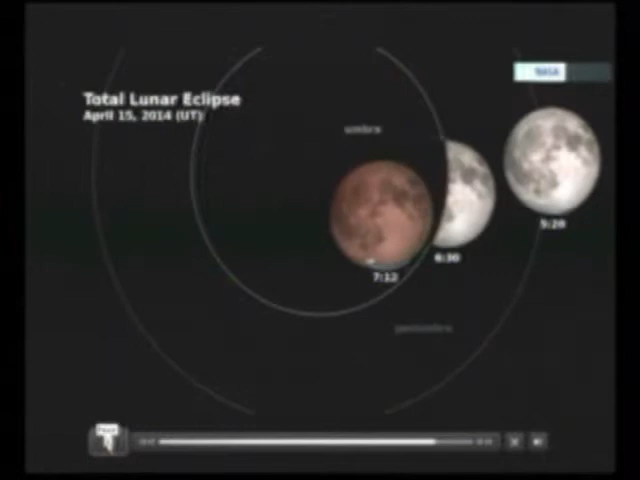 NASA
Total Lunar Eclipse
April 15, 2014 (UT)
umbra
5:20
6:30
7:12
penumbra